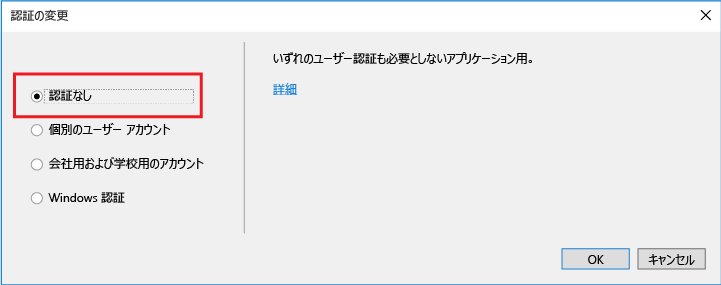 認証の変更
いずれのユーザー認証も必要としないアプリケーション用。
詳細
認証なし
個別のユーザー アカウント
会社用および学校用のアカウント
Windows 認証
OK
キャンセル